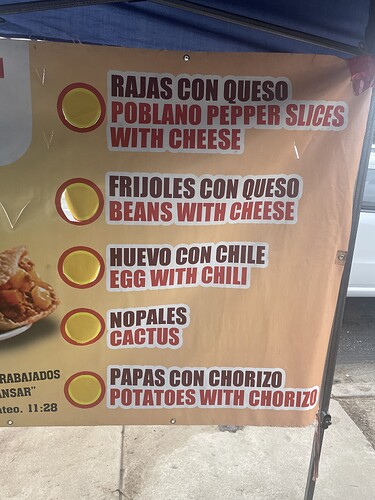 RAJAS CON QUESO
POBLANO PEPPER SLICES
WITH CHEESE
FRIJOLES CON QUESO
BEANS WITH CHEESE
HUEVO CON CHILE
EGG WITH CHILI
NOPALES
CACTUS
PAPAS CON CHORIZO
POTATOES WITH CHORIZO
RABAJADOS
ANSAR"
ateo. 11:28